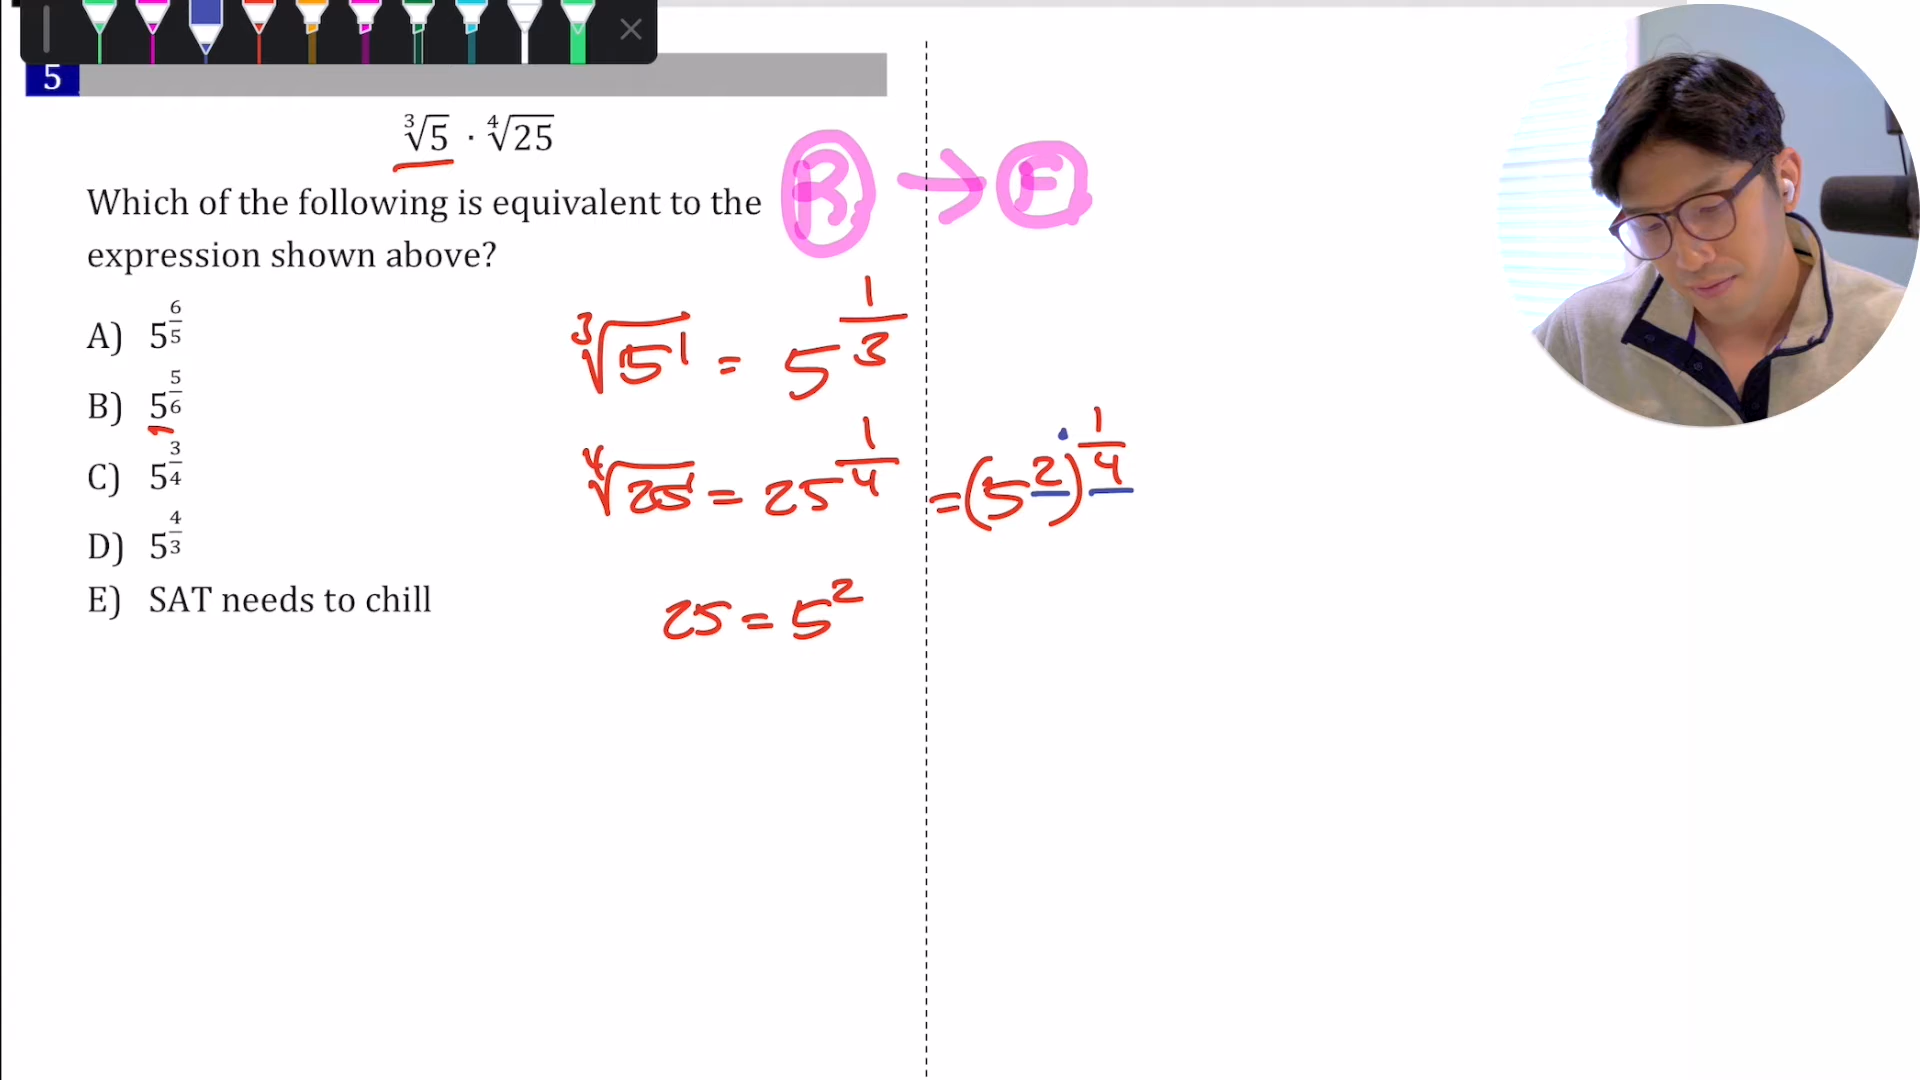 5
∛5 · ∜25
Which of the following is equivalent to the
expression shown above?
A) 5^(6/5)
B) 5^(5/6)
C) 5^(3/4)
D) 5^(4/3)
E) SAT needs to chill
R → E
∛5¹ = 5^(1/3)
∜25¹ = 25^(1/4) = (5²)^(1/4)
25 = 5²